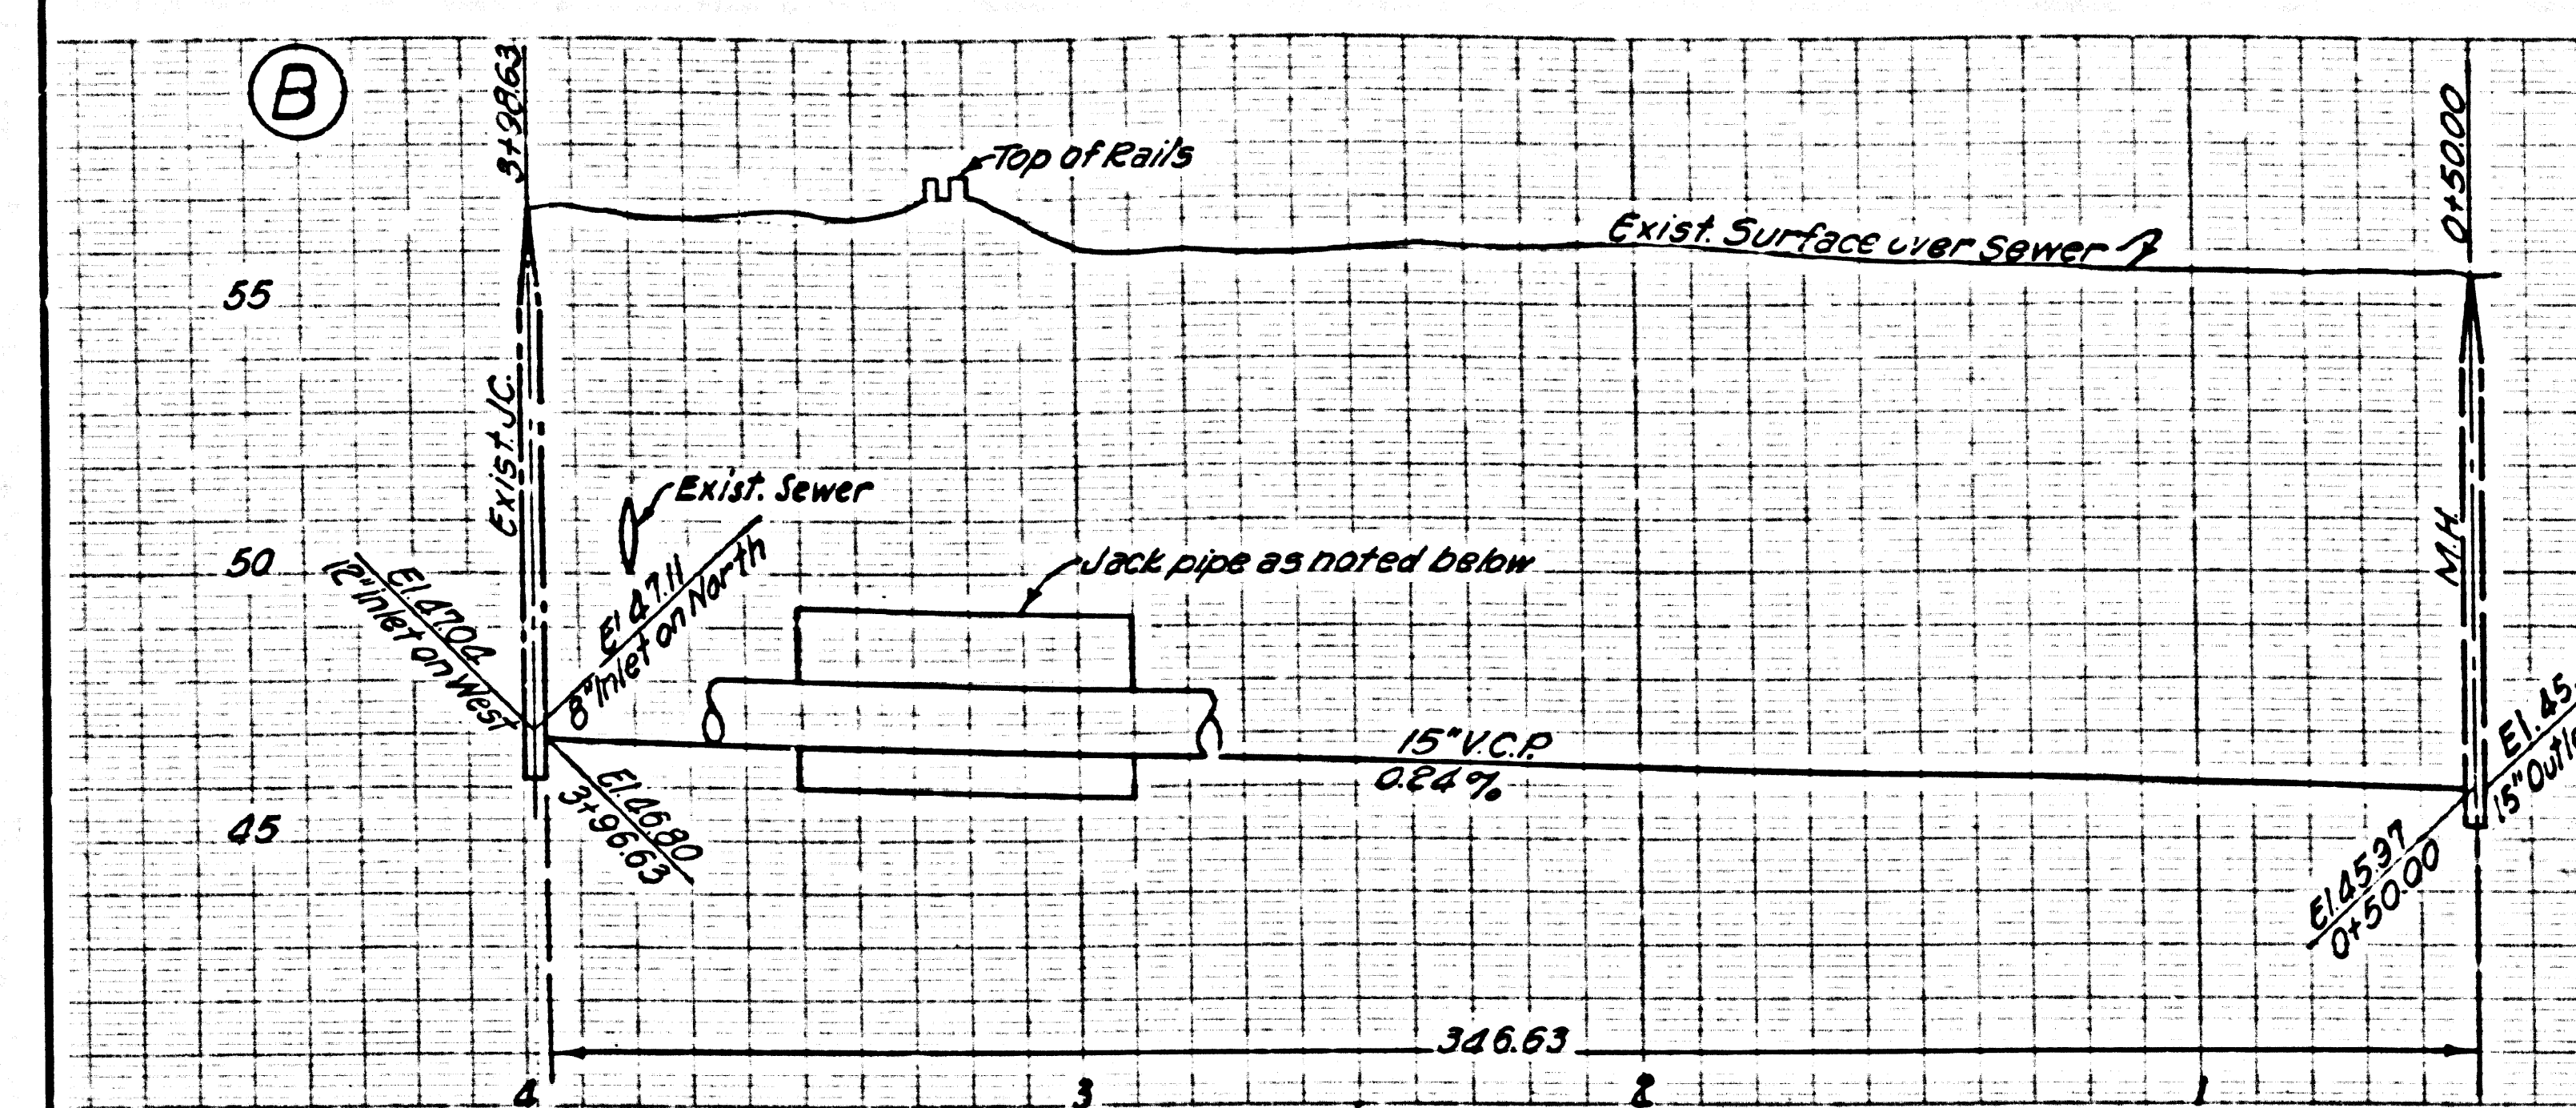 B
3+98.63
0+50.00
Top of Rails
Exist. Surface over Sewer
55
Exist. J.C.
Exist. Sewer
50
M.H.
Jack pipe as noted below
El. 47.04
12" Inlet on West
El. 47.11
8" Inlet on North
15" V.C.P.
0.24 %
El. 45.
15" Outl
El. 46.80
3+96.63
45
El. 45.97
0+50.00
346.63
4 3 2 1